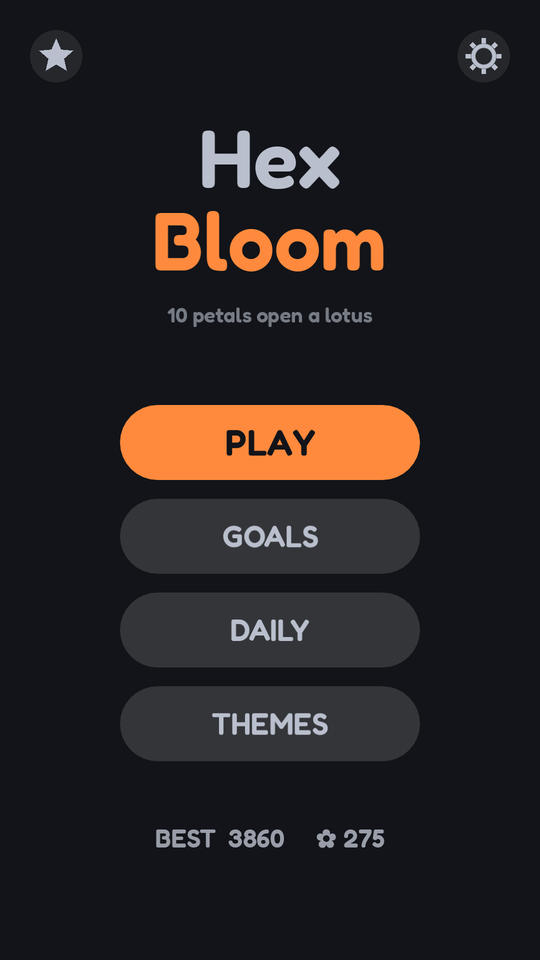 Hex
Bloom
10 petals open a lotus
PLAY
GOALS
DAILY
THEMES
BEST 3860 ✿ 275